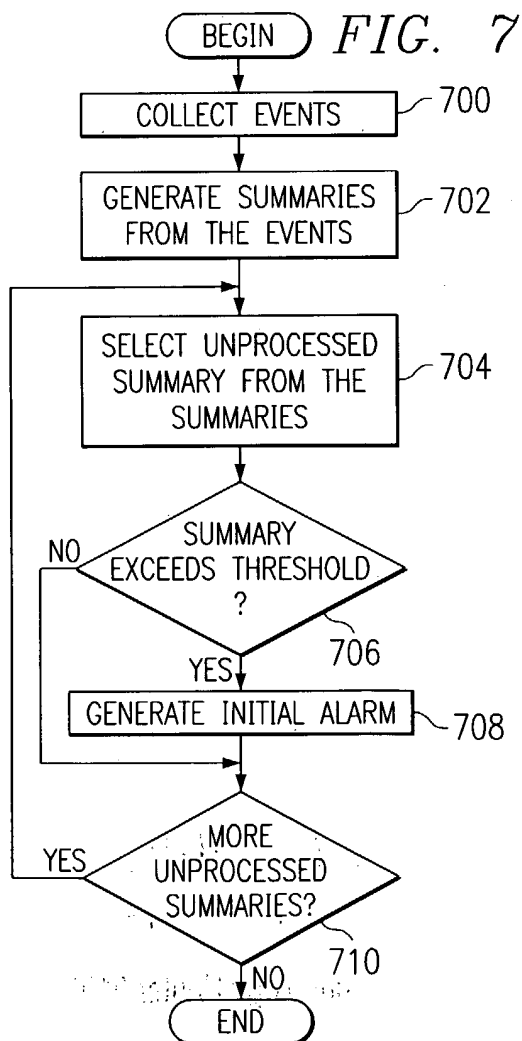 BEGIN
FIG. 7
COLLECT EVENTS
700
GENERATE SUMMARIES
FROM THE EVENTS
702
SELECT UNPROCESSED
SUMMARY FROM THE
SUMMARIES
704
SUMMARY
EXCEEDS THRESHOLD
?
NO
706
YES
GENERATE INITIAL ALARM
708
MORE
UNPROCESSED
SUMMARIES?
YES
710
NO
END